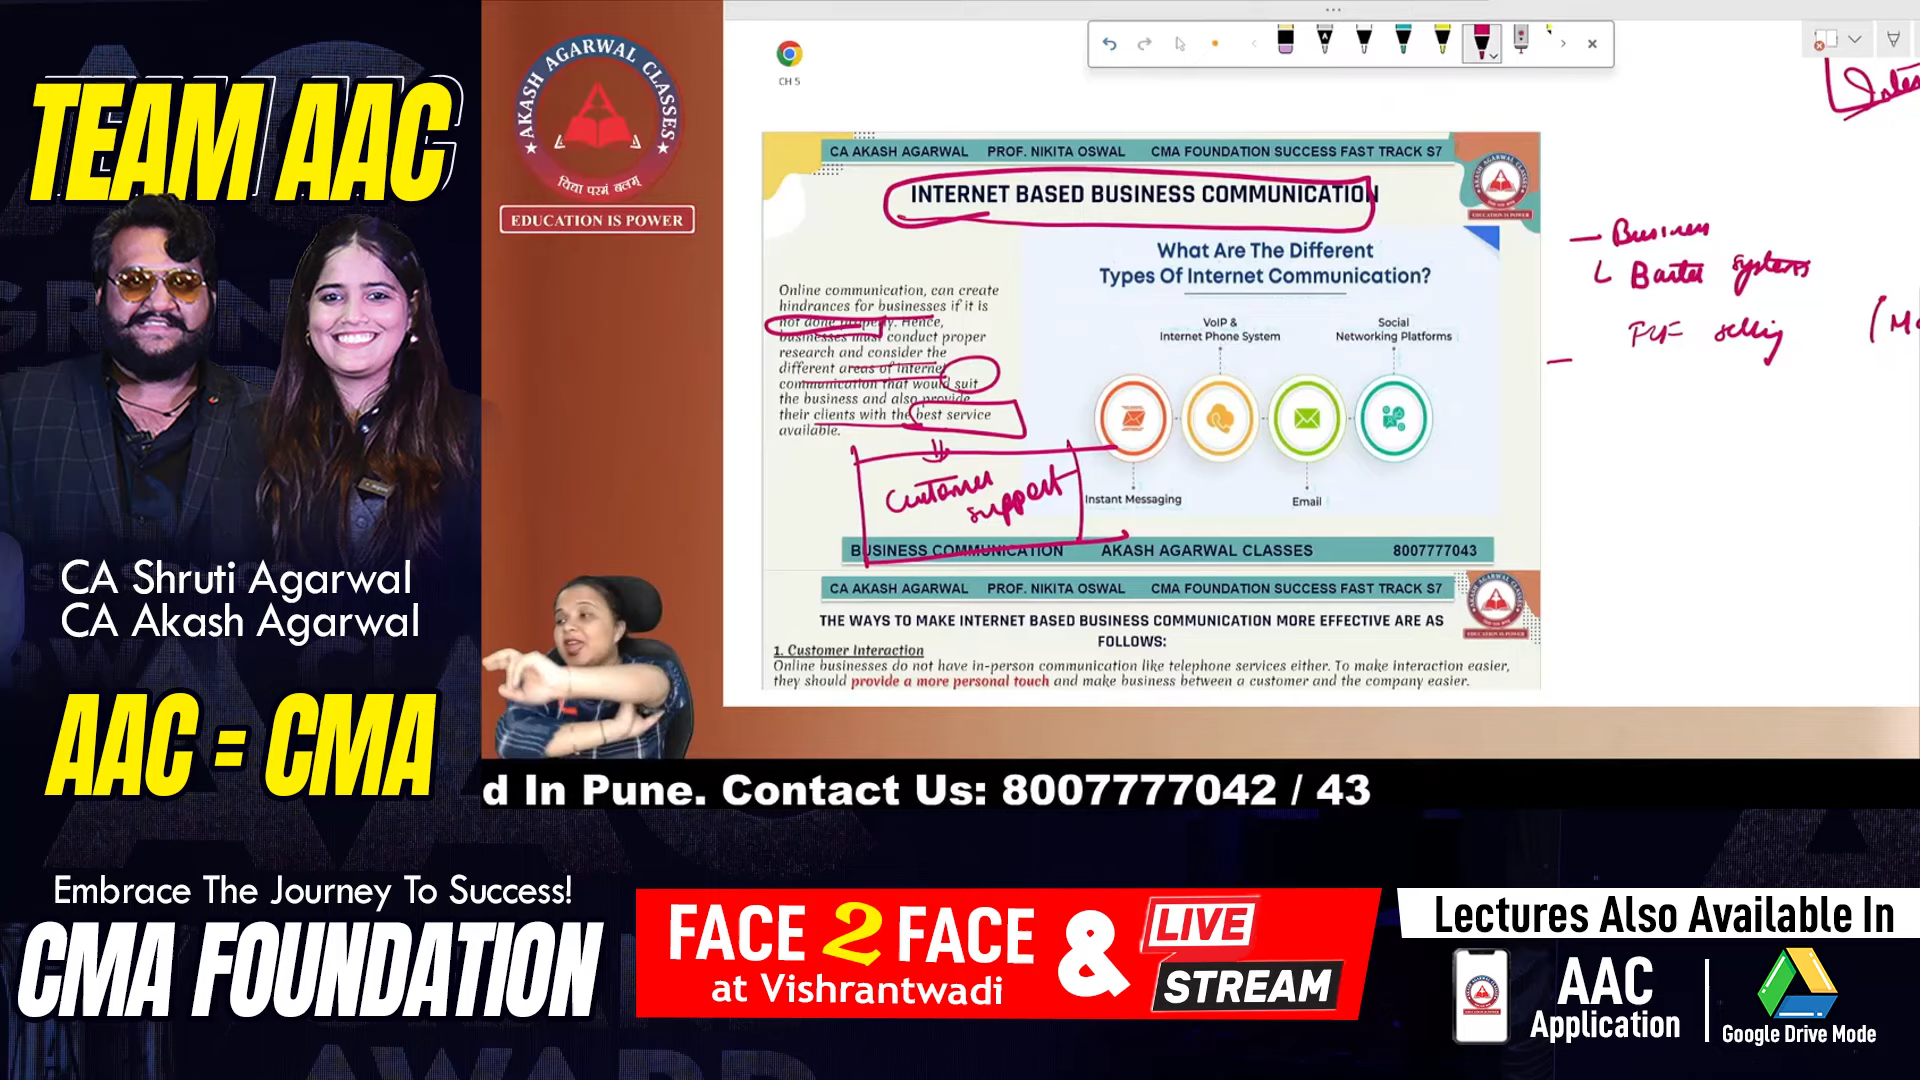 TEAM AAC
CA Shruti Agarwal
CA Akash Agarwal
AAC = CMA
Embrace The Journey To Success!
CMA FOUNDATION
AKASH AGARWAL CLASSES
विद्या परमं बलम्
EDUCATION IS POWER
CH 5
CA AKASH AGARWAL PROF. NIKITA OSWAL CMA FOUNDATION SUCCESS FAST TRACK S7
INTERNET BASED BUSINESS COMMUNICATION
What Are The Different
Types Of Internet Communication?
Online communication, can create
hindrances for businesses if it is
not done properly. Hence,
businesses must conduct proper
research and consider the
different areas of internet
communication that would suit
the business and also provide
their clients with the best service
available.
VoIP &
Internet Phone System
Social
Networking Platforms
Instant Messaging
Email
Customer
support
BUSINESS COMMUNICATION AKASH AGARWAL CLASSES 8007777043
CA AKASH AGARWAL PROF. NIKITA OSWAL CMA FOUNDATION SUCCESS FAST TRACK S7
THE WAYS TO MAKE INTERNET BASED BUSINESS COMMUNICATION MORE EFFECTIVE ARE AS
FOLLOWS:
1. Customer Interaction
Online businesses do not have in-person communication like telephone services either. To make interaction easier,
they should provide a more personal touch and make business between a customer and the company easier.
Business
Barter systems
F2F selling
d In Pune. Contact Us: 8007777042 / 43
FACE 2 FACE
at Vishrantwadi
&
LIVE
STREAM
Lectures Also Available In
AAC
Application
Google Drive Mode